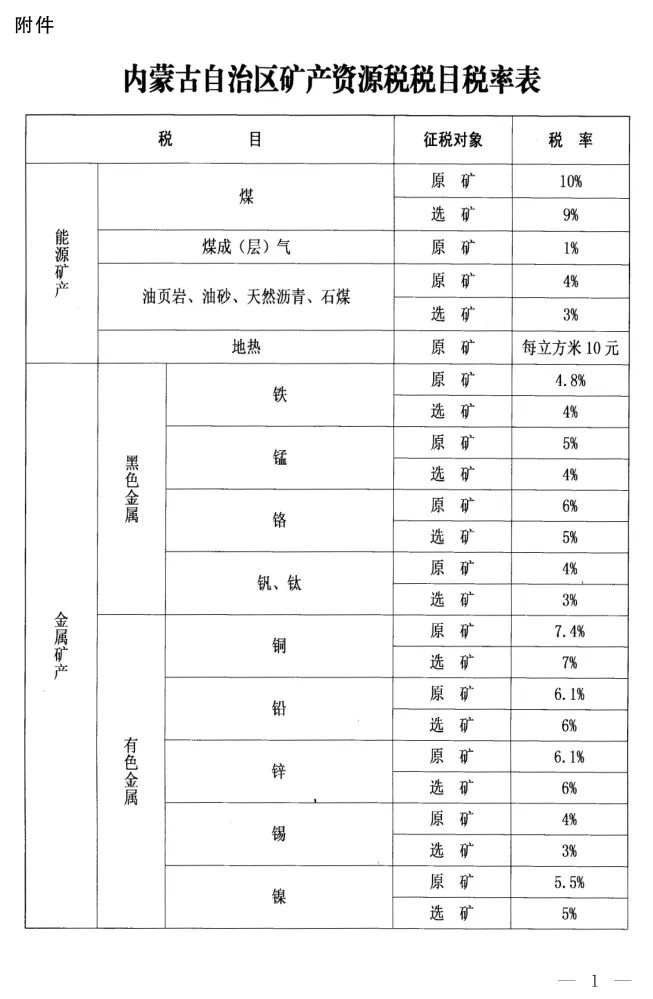 附件
内蒙古自治区矿产资源税税目税率表
税 目 征税对象 税 率
能源矿产 煤 原 矿 10%
选 矿 9%
煤成（层）气 原 矿 1%
油页岩、油砂、天然沥青、石煤 原 矿 4%
选 矿 3%
地热 原 矿 每立方米10元
金属矿产 黑色金属 铁 原 矿 4.8%
选 矿 4%
锰 原 矿 5%
选 矿 4%
铬 原 矿 6%
选 矿 5%
钒、钛 原 矿 4%
选 矿 3%
有色金属 铜 原 矿 7.4%
选 矿 7%
铅 原 矿 6.1%
选 矿 6%
锌 原 矿 6.1%
选 矿 6%
锡 原 矿 4%
选 矿 3%
镍 原 矿 5.5%
选 矿 5%
— 1 —